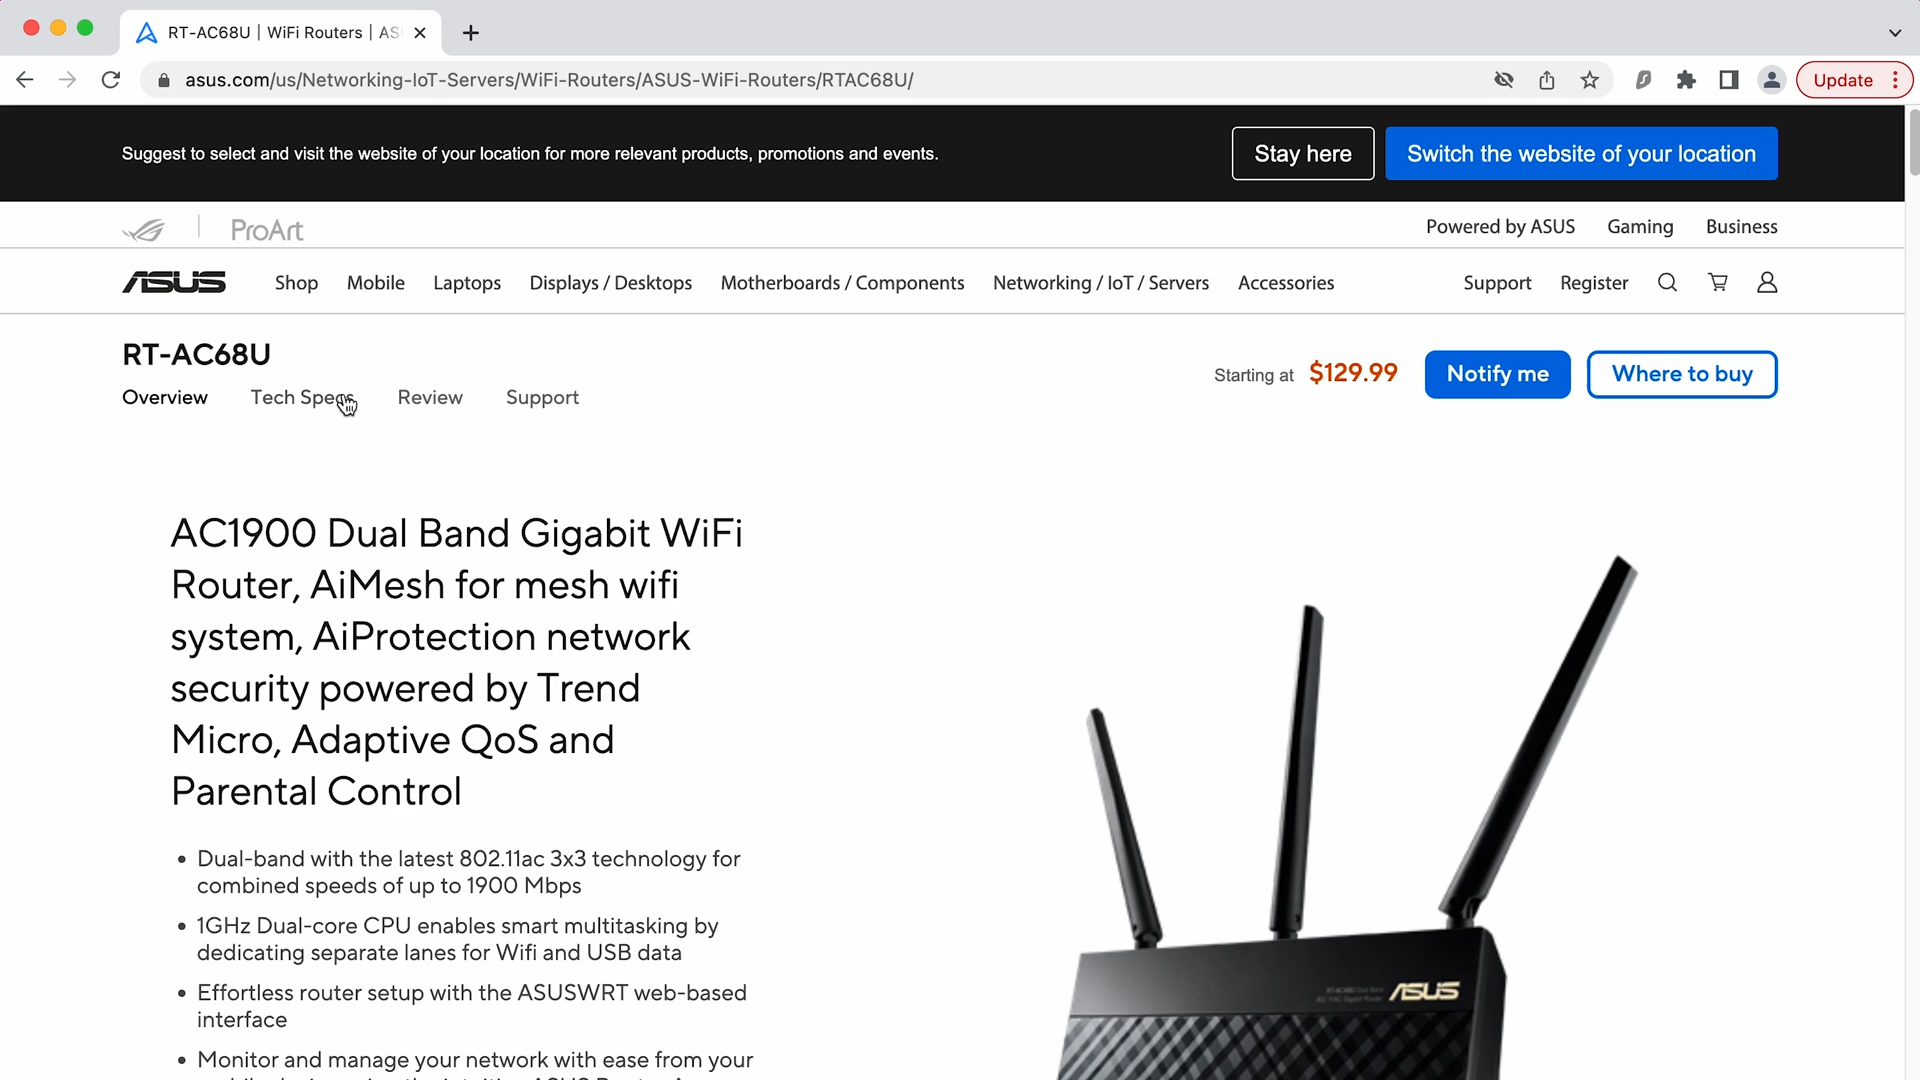 RT-AC68U | WiFi Routers | AS
asus.com/us/Networking-IoT-Servers/WiFi-Routers/ASUS-WiFi-Routers/RTAC68U/
Update
Suggest to select and visit the website of your location for more relevant products, promotions and events.
Stay here
Switch the website of your location
ProArt
Powered by ASUS
Gaming
Business
ASUS
Shop
Mobile
Laptops
Displays / Desktops
Motherboards / Components
Networking / IoT / Servers
Accessories
Support
Register
RT-AC68U
Starting at $129.99
Notify me
Where to buy
Overview
Tech Specs
Review
Support
AC1900 Dual Band Gigabit WiFi
Router, AiMesh for mesh wifi
system, AiProtection network
security powered by Trend
Micro, Adaptive QoS and
Parental Control
• Dual-band with the latest 802.11ac 3x3 technology for
combined speeds of up to 1900 Mbps
• 1GHz Dual-core CPU enables smart multitasking by
dedicating separate lanes for Wifi and USB data
• Effortless router setup with the ASUSWRT web-based
interface
• Monitor and manage your network with ease from your
ASUS